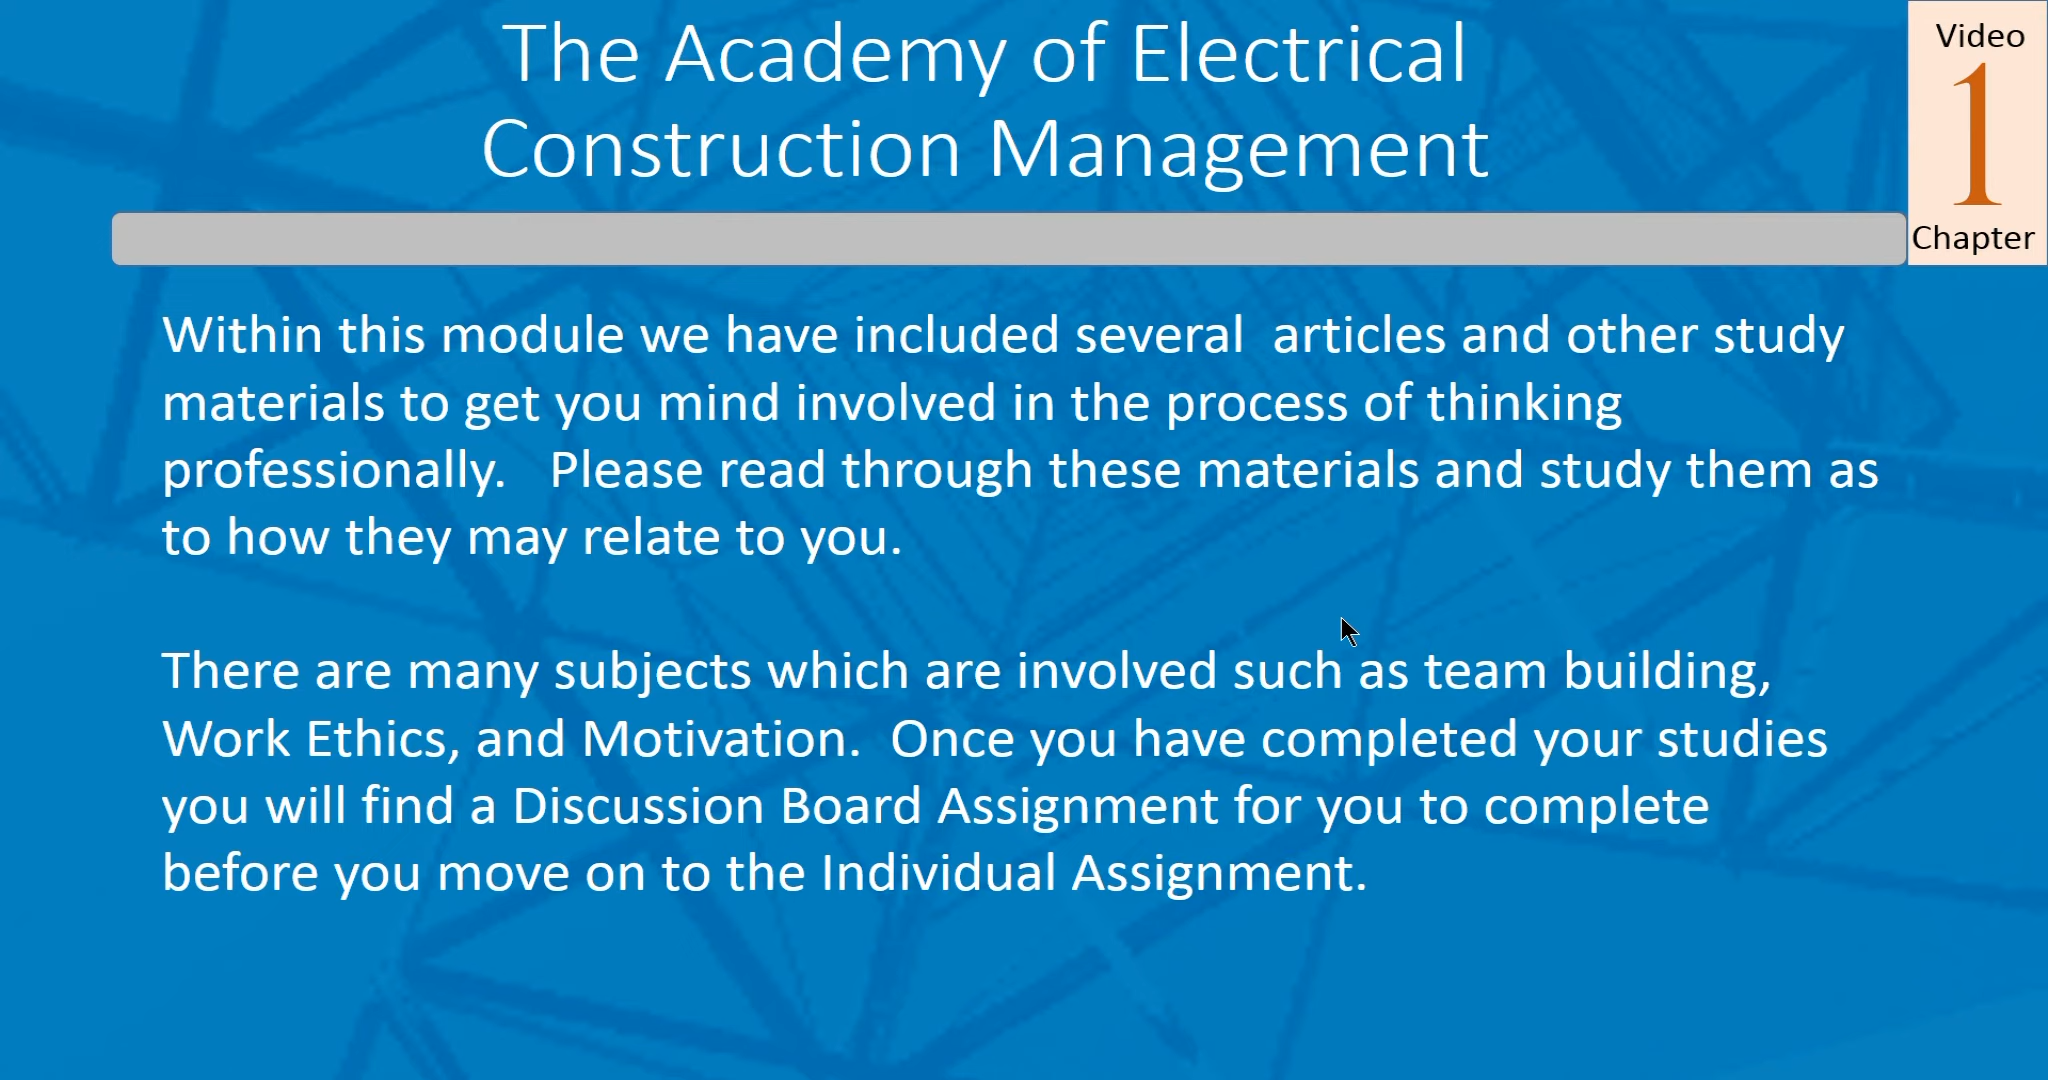 The Academy of Electrical
Construction Management
Video
1
Chapter
Within this module we have included several  articles and other study
materials to get you mind involved in the process of thinking
professionally.   Please read through these materials and study them as
to how they may relate to you.
There are many subjects which are involved such as team building,
Work Ethics, and Motivation.  Once you have completed your studies
you will find a Discussion Board Assignment for you to complete
before you move on to the Individual Assignment.